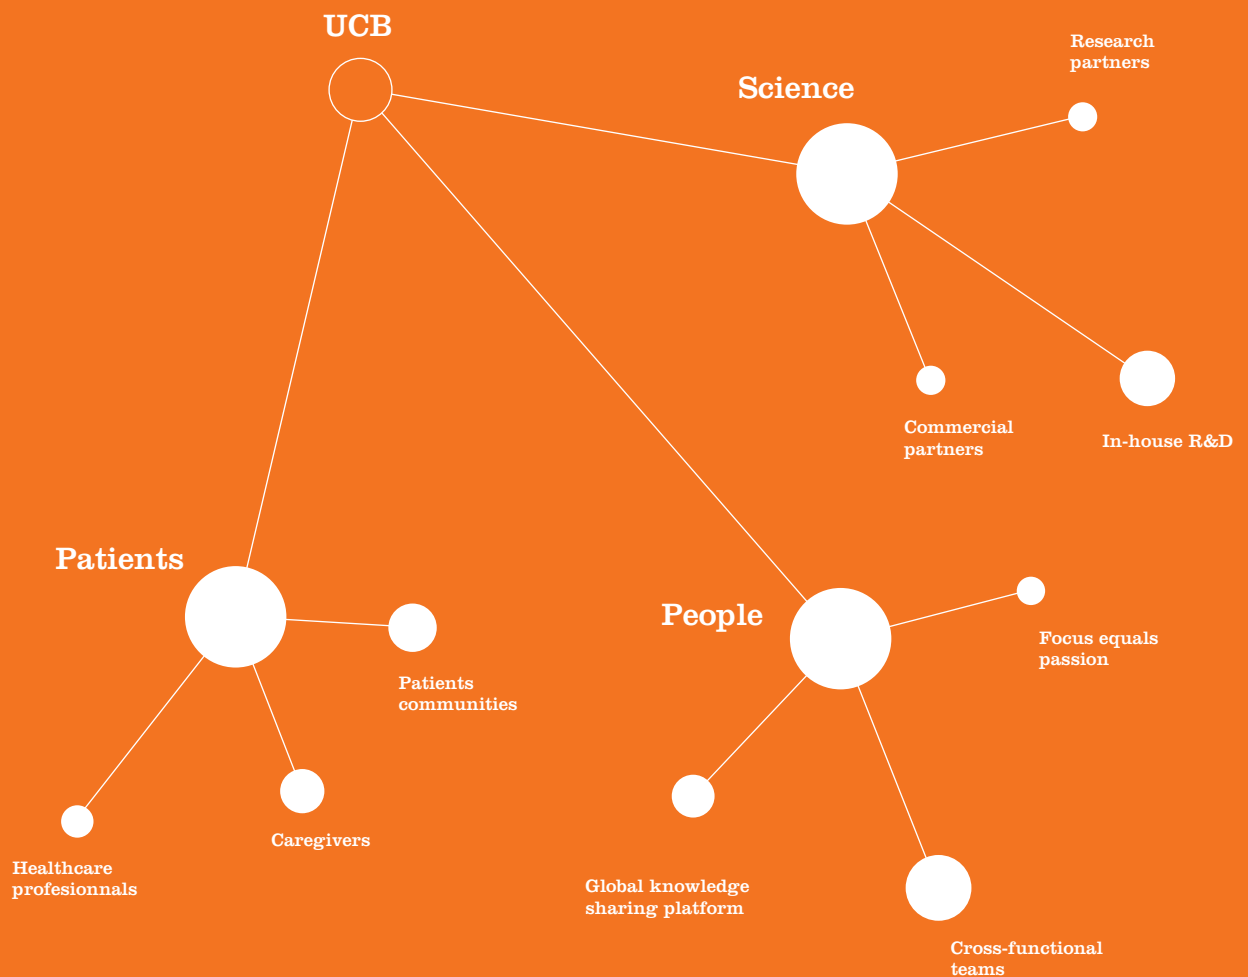 UCB
Science
Research
partners
Commercial
partners
In-house R&D
Patients
Patients
communities
Caregivers
Healthcare
profesionnals
People
Focus equals
passion
Global knowledge
sharing platform
Cross-functional
teams